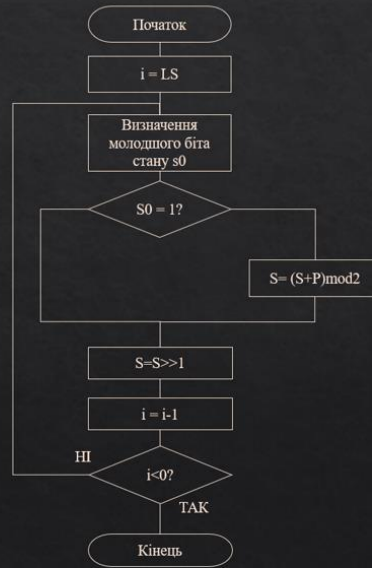 Початок
i = LS
Визначення
молодшого біта
стану s0
S0 = 1?
S= (S+P)mod2
S=S>>1
i = i-1
НІ
i<0?
ТАК
Кінець